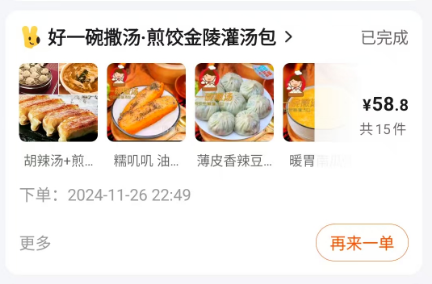 好一碗撒汤·煎饺金陵灌汤包
已完成
胡辣汤+煎...
糯叽叽 油...
薄皮香辣豆...
暖胃
¥58.8
共15件
下单：2024-11-26 22:49
更多
再来一单